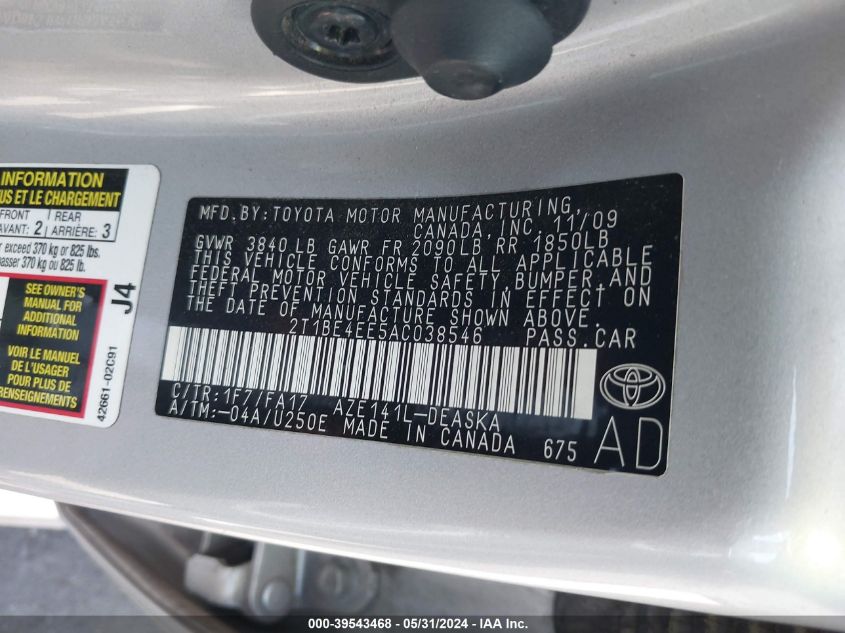 INFORMATION
US ET LE CHARGEMENT
FRONT
AVANT: 2
REAR
ARRIÈRE: 3
exceed 370 kg or 825 lbs.
passer 370 kg ou 825 lb.
SEE OWNER'S
MANUAL FOR
ADDITIONAL
INFORMATION
VOIR LE MANUEL
DE L'USAGER
POUR PLUS DE
RENSEIGNEMENTS
J4
42661-02C91
MFD. BY: TOYOTA MOTOR MANUFACTURING,
CANADA, INC. 11/09
GVWR 3840 LB GAWR FR 2090LB, RR 1850LB
THIS VEHICLE CONFORMS TO ALL APPLICABLE
FEDERAL MOTOR VEHICLE SAFETY, BUMPER, AND
THEFT PREVENTION STANDARDS IN EFFECT ON
THE DATE OF MANUFACTURE SHOWN ABOVE.
2T1BE4EE5AC038546 PASS. CAR
C/TR: 1F7/FA17 AZE141L-DEASKA
A/TM: -04A/U250E MADE IN CANADA 675
AD
000-39543468 - 05/31/2024 - IAA Inc.